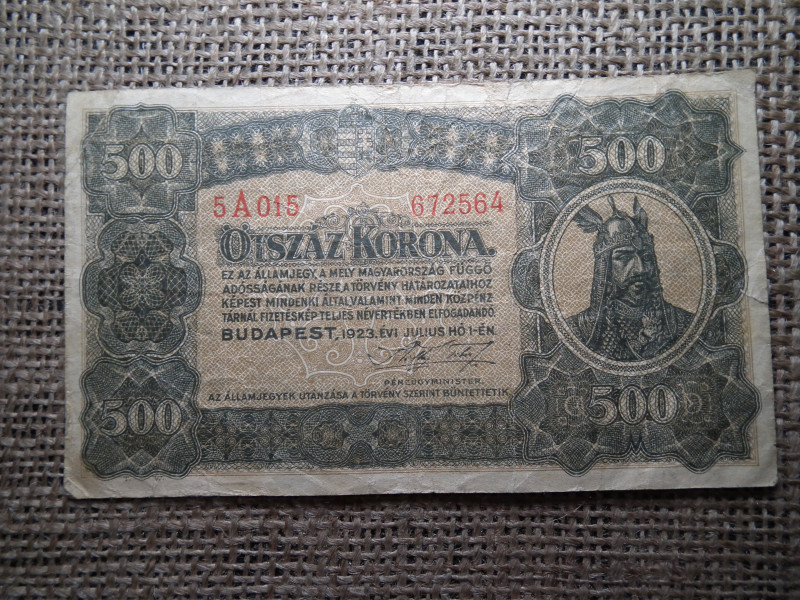 500
500
5A015 672564
ÖTSZÁZ KORONA.
EZ AZ ÁLLAMJEGY, A MELY MAGYARORSZÁG FÜGGŐ
ADÓSSÁGÁNAK RÉSZE, A TÖRVÉNY HATÁROZATAIHOZ
KÉPEST MINDENKI ÁLTAL, VALAMINT MINDEN KÖZPÉNZ-
TÁRNÁL FIZETÉSKÉP TELJES NÉVÉRTÉKBEN ELFOGADANDÓ.
BUDAPEST, 1923. ÉVI JULIUS HÓ 1-ÉN.
PÉNZÜGYMINISTER.
AZ ÁLLAMJEGYEK UTÁNZÁSA A TÖRVÉNY SZERINT BÜNTETTETIK
500
500